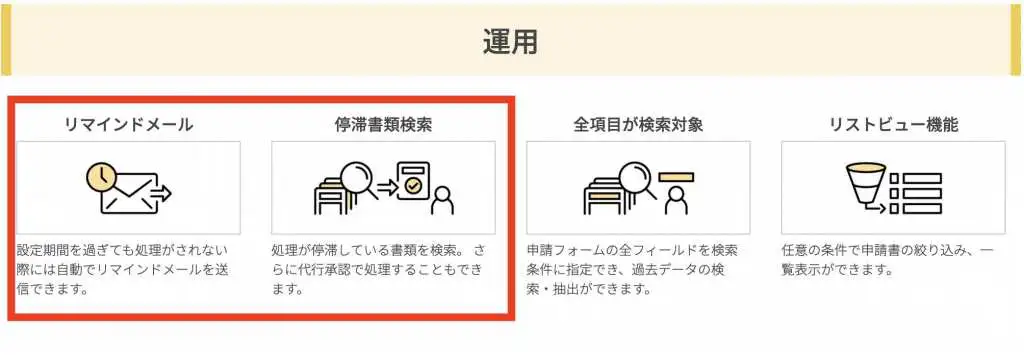 運用
リマインドメール
設定期間を過ぎても処理がされない
際には自動でリマインドメールを送
信できます。
停滞書類検索
処理が停滞している書類を検索。 さ
らに代行承認で処理することもでき
ます。
全項目が検索対象
申請フォームの全フィールドを検索
条件に指定でき、過去データの検
索・抽出ができます。
リストビュー機能
任意の条件で申請書の絞り込み、一
覧表示ができます。